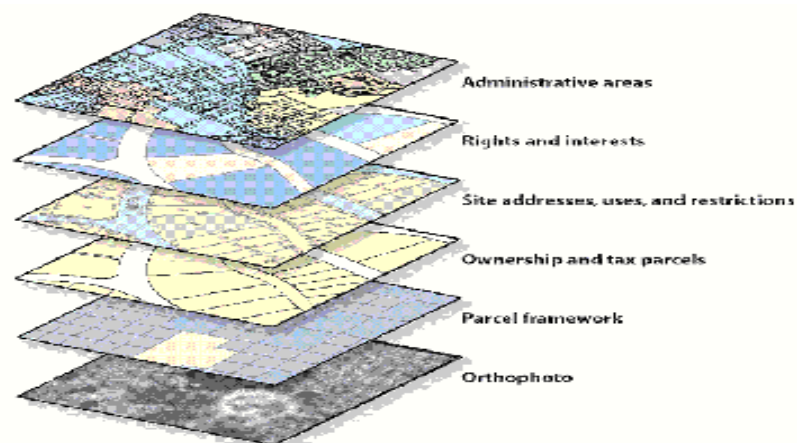 Administrative areas
Rights and interests
Site addresses, uses, and restrictions
Ownership and tax parcels
Parcel framework
Orthophoto